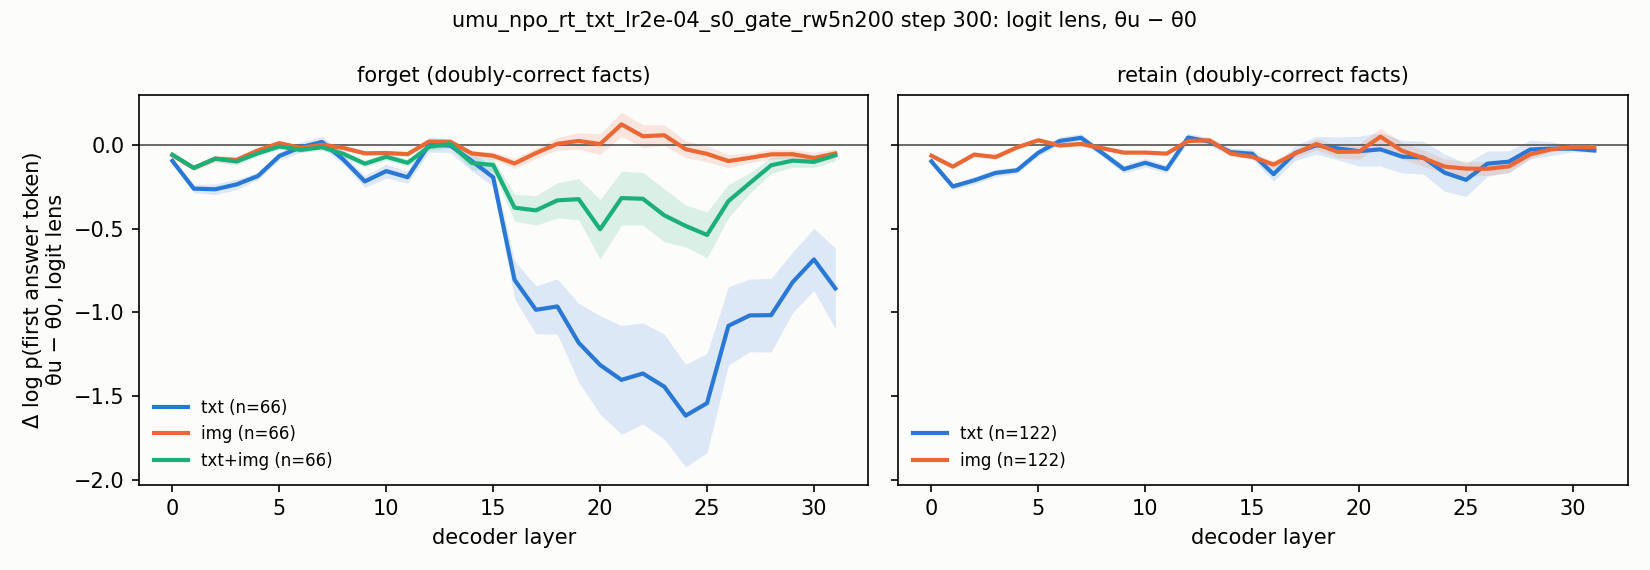 umu_npo_rt_txt_lr2e-04_s0_gate_rw5n200 step 300: logit lens, θu − θ0
forget (doubly-correct facts)
retain (doubly-correct facts)
Δ log p(first answer token)
θu − θ0, logit lens
0.0
−0.5
−1.0
−1.5
−2.0
txt (n=66)
img (n=66)
txt+img (n=66)
txt (n=122)
img (n=122)
0 5 10 15 20 25 30
0 5 10 15 20 25 30
decoder layer
decoder layer